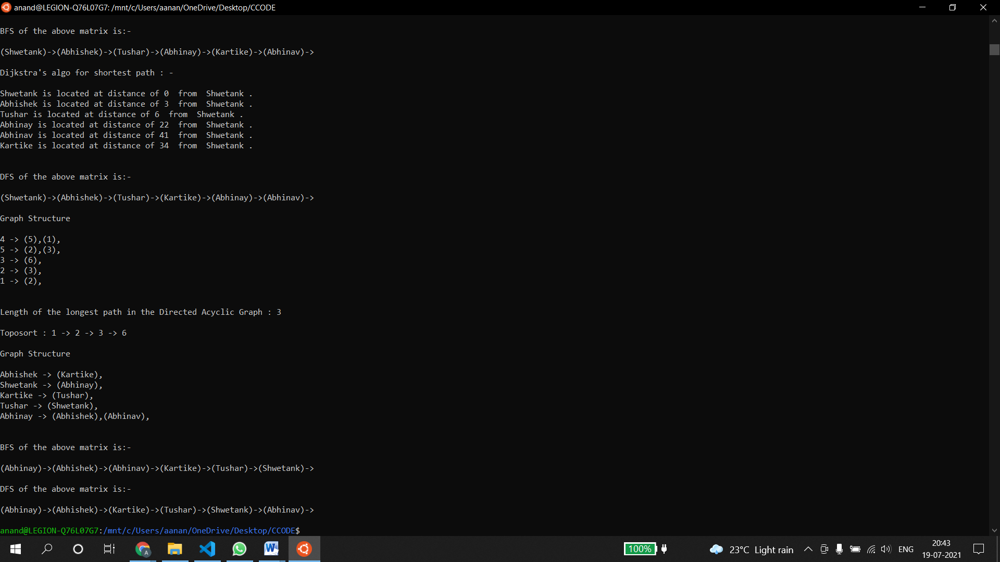 anand@LEGION-Q76L07G7: /mnt/c/Users/aanan/OneDrive/Desktop/CCODE
BFS of the above matrix is:-
(Shwetank)->(Abhishek)->(Tushar)->(Abhinay)->(Kartike)->(Abhinav)->
Dijkstra's algo for shortest path : -
Shwetank is located at distance of 0  from  Shwetank .
Abhishek is located at distance of 3  from  Shwetank .
Tushar is located at distance of 6  from  Shwetank .
Abhinay is located at distance of 22  from  Shwetank .
Abhinav is located at distance of 41  from  Shwetank .
Kartike is located at distance of 34  from  Shwetank .
DFS of the above matrix is:-
(Shwetank)->(Abhishek)->(Tushar)->(Kartike)->(Abhinay)->(Abhinav)->
Graph Structure
4 -> (5),(1),
5 -> (2),(3),
3 -> (6),
2 -> (3),
1 -> (2),
Length of the longest path in the Directed Acyclic Graph : 3
Toposort : 1 -> 2 -> 3 -> 6
Graph Structure
Abhishek -> (Kartike),
Shwetank -> (Abhinay),
Kartike -> (Tushar),
Tushar -> (Shwetank),
Abhinay -> (Abhishek),(Abhinav),
BFS of the above matrix is:-
(Abhinay)->(Abhishek)->(Abhinav)->(Kartike)->(Tushar)->(Shwetank)->
DFS of the above matrix is:-
(Abhinay)->(Abhishek)->(Kartike)->(Tushar)->(Shwetank)->(Abhinav)->
anand@LEGION-Q76L07G7:/mnt/c/Users/aanan/OneDrive/Desktop/CCODE$
A
W
100%
23°C Light rain
ENG
20:43
19-07-2021